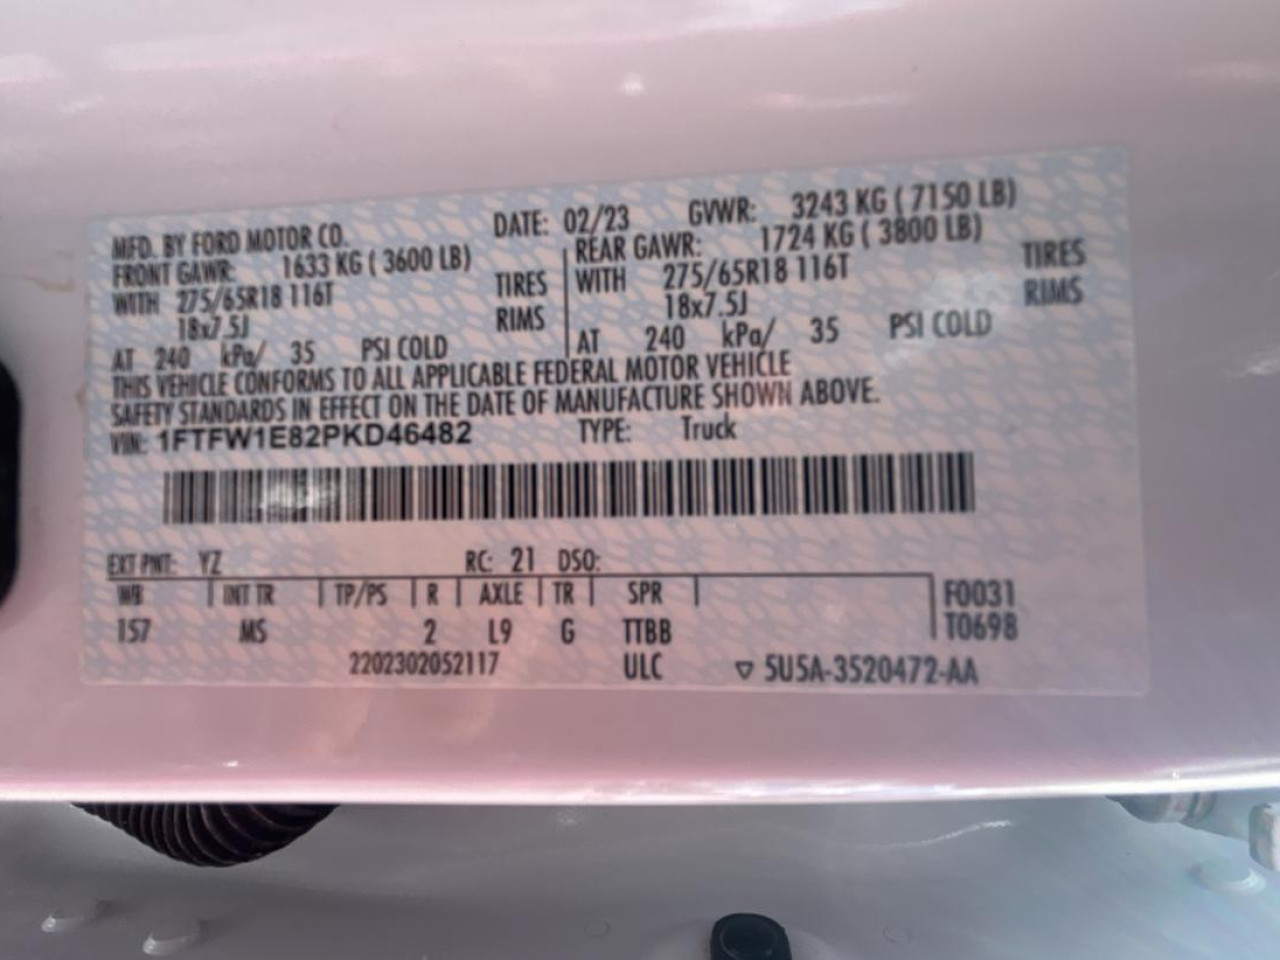 MFD. BY FORD MOTOR CO. DATE: 02/23 GVWR: 3243 KG ( 7150 LB)
FRONT GAWR: 1633 KG ( 3600 LB) REAR GAWR: 1724 KG ( 3800 LB)
WITH 275/65R18 116T TIRES WITH 275/65R18 116T TIRES
18x7.5J RIMS 18x7.5J RIMS
AT 240 kPa/ 35 PSI COLD AT 240 kPa/ 35 PSI COLD
THIS VEHICLE CONFORMS TO ALL APPLICABLE FEDERAL MOTOR VEHICLE
SAFETY STANDARDS IN EFFECT ON THE DATE OF MANUFACTURE SHOWN ABOVE.
VIN: 1FTFW1E82PKD46482 TYPE: Truck
EXT PNT: YZ RC: 21 DSO:
WB INT TR TP/PS R AXLE TR SPR F0031
157 MS 2 L9 G TTBB T0698
2202302052117 ULC ▽ 5U5A-3520472-AA